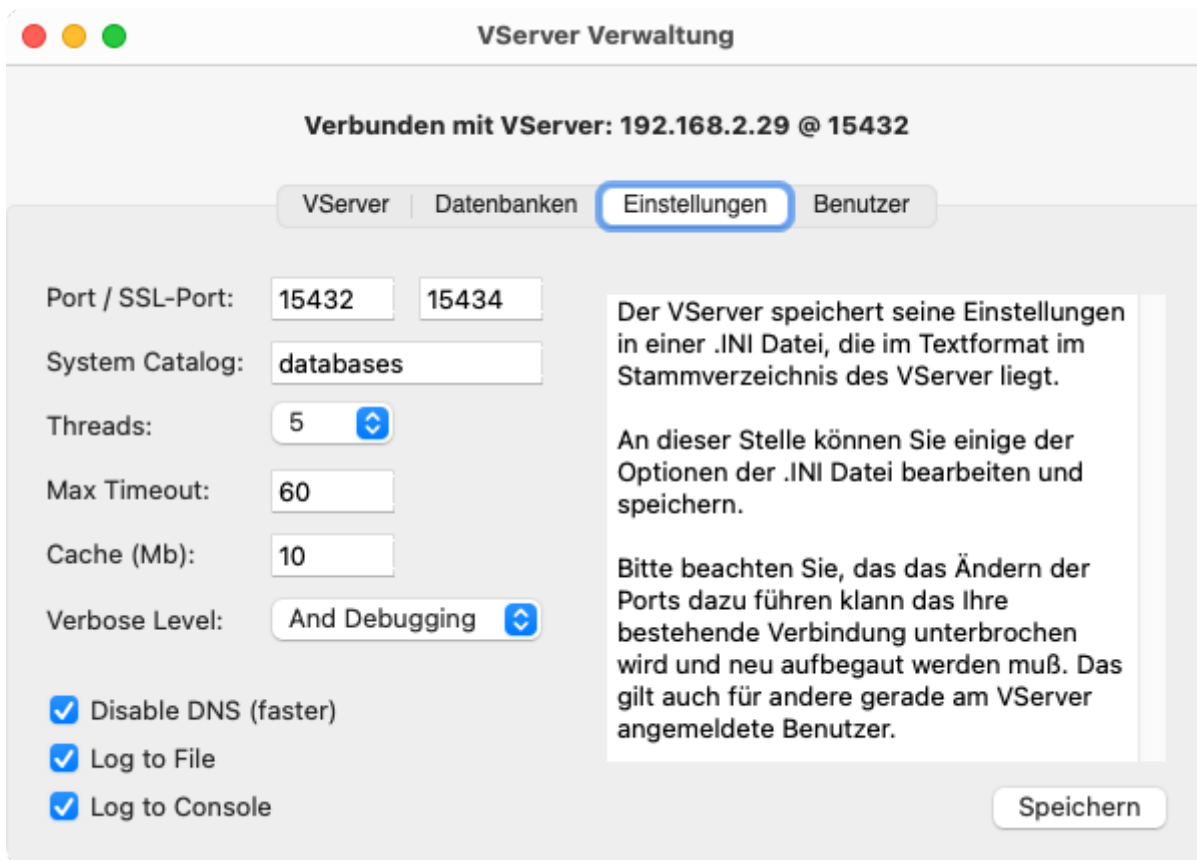 VServer Verwaltung
Verbunden mit VServer: 192.168.2.29 @ 15432
VServer Datenbanken Einstellungen Benutzer
Port / SSL-Port: 15432 15434
System Catalog: databases
Threads: 5
Max Timeout: 60
Cache (Mb): 10
Verbose Level: And Debugging
Disable DNS (faster)
Log to File
Log to Console
Der VServer speichert seine Einstellungen
in einer .INI Datei, die im Textformat im
Stammverzeichnis des VServer liegt.
An dieser Stelle können Sie einige der
Optionen der .INI Datei bearbeiten und
speichern.
Bitte beachten Sie, das das Ändern der
Ports dazu führen klann das Ihre
bestehende Verbindung unterbrochen
wird und neu aufbegaut werden muß. Das
gilt auch für andere gerade am VServer
angemeldete Benutzer.
Speichern